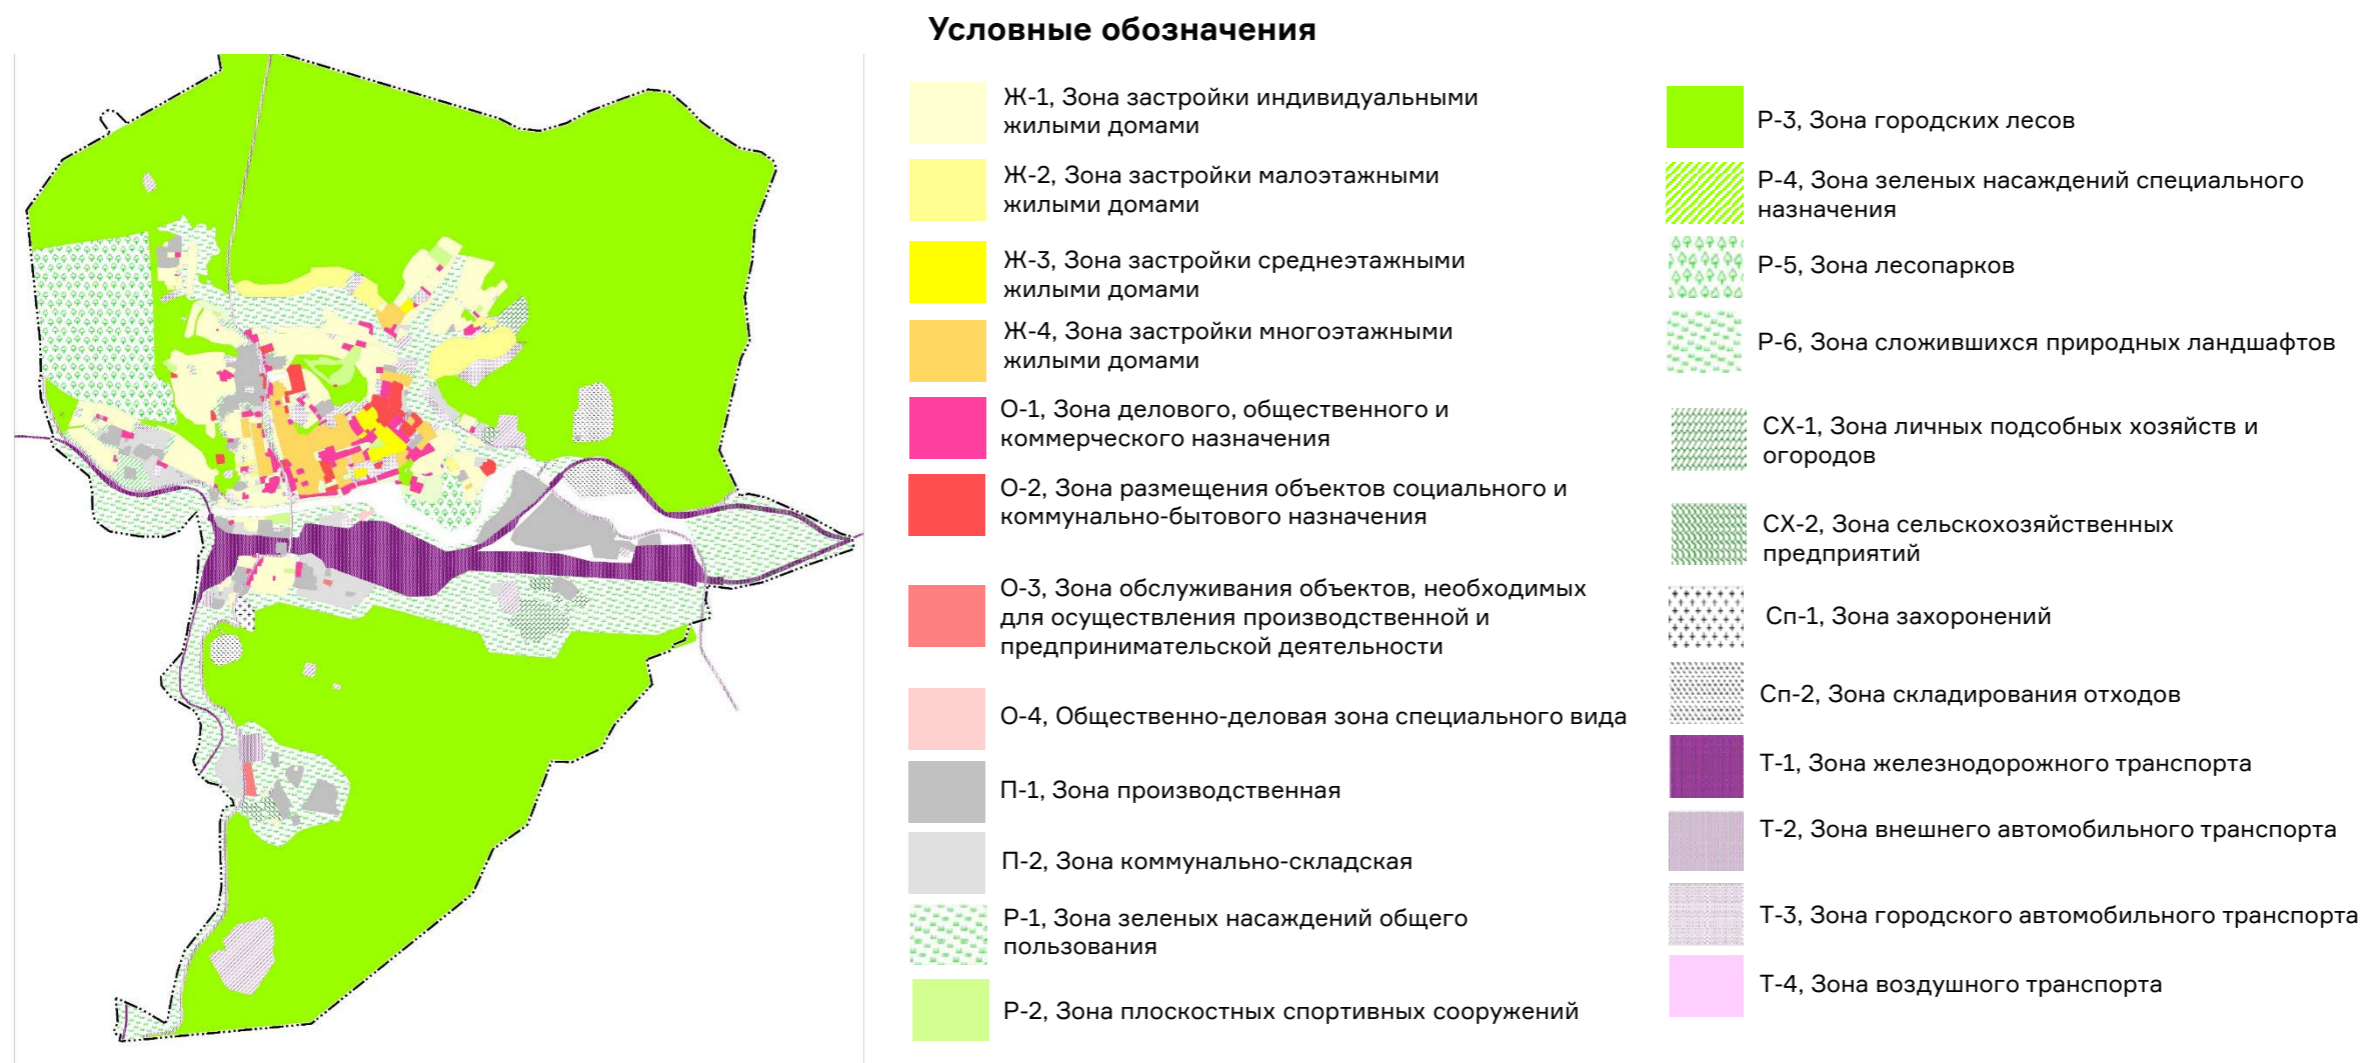 Условные обозначения
Ж-1, Зона застройки индивидуальными
жилыми домами
Ж-2, Зона застройки малоэтажными
жилыми домами
Ж-3, Зона застройки среднеэтажными
жилыми домами
Ж-4, Зона застройки многоэтажными
жилыми домами
О-1, Зона делового, общественного и
коммерческого назначения
О-2, Зона размещения объектов социального и
коммунально-бытового назначения
О-3, Зона обслуживания объектов, необходимых
для осуществления производственной и
предпринимательской деятельности
О-4, Общественно-деловая зона специального вида
П-1, Зона производственная
П-2, Зона коммунально-складская
Р-1, Зона зеленых насаждений общего
пользования
Р-2, Зона плоскостных спортивных сооружений
Р-3, Зона городских лесов
Р-4, Зона зеленых насаждений специального
назначения
Р-5, Зона лесопарков
Р-6, Зона сложившихся природных ландшафтов
СХ-1, Зона личных подсобных хозяйств и
огородов
СХ-2, Зона сельскохозяйственных
предприятий
Сп-1, Зона захоронений
Сп-2, Зона складирования отходов
Т-1, Зона железнодорожного транспорта
Т-2, Зона внешнего автомобильного транспорта
Т-3, Зона городского автомобильного транспорта
Т-4, Зона воздушного транспорта